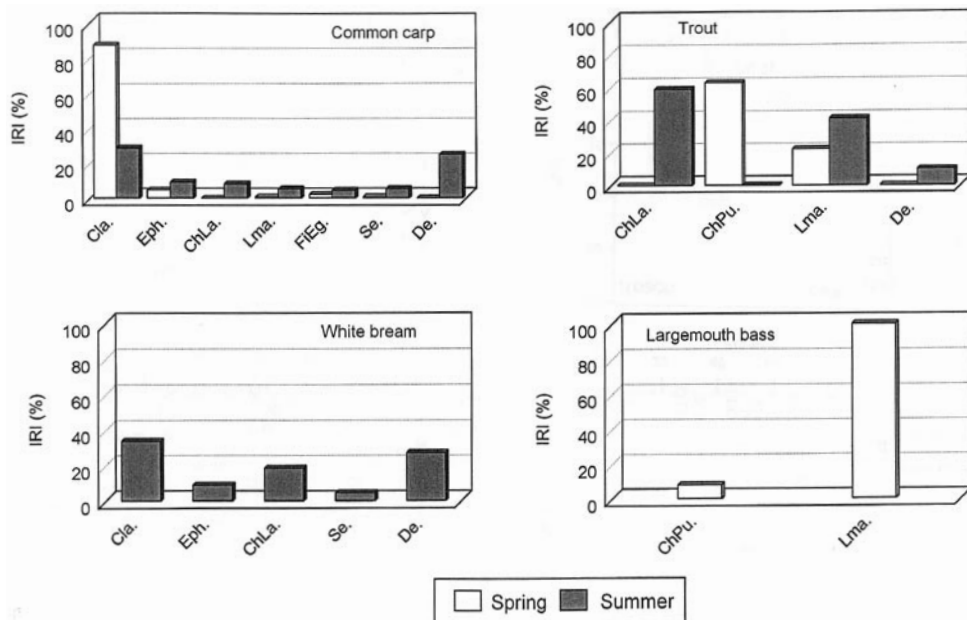 Common carp
IRI (%)
100
80
60
40
20
0
Cla.
Eph.
ChLa.
Lma.
FiEg.
Se.
De.
Trout
IRI (%)
100
80
60
40
20
0
ChLa.
ChPu.
Lma.
De.
White bream
IRI (%)
100
80
60
40
20
0
Cla.
Eph.
ChLa.
Se.
De.
Largemouth bass
IRI (%)
100
80
60
40
20
0
ChPu.
Lma.
Spring Summer